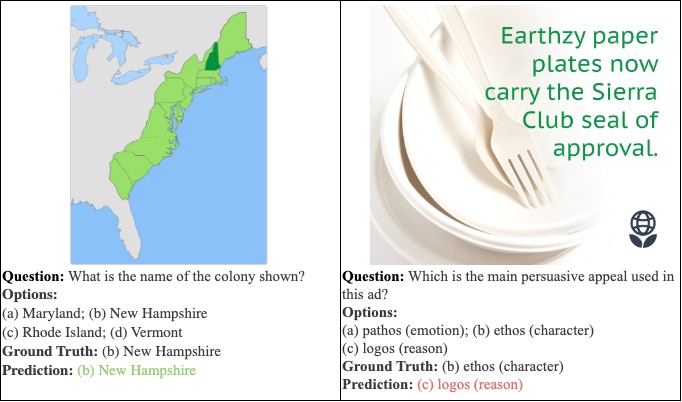 Question: What is the name of the colony shown?
Options:
(a) Maryland; (b) New Hampshire
(c) Rhode Island; (d) Vermont
Ground Truth: (b) New Hampshire
Prediction: (b) New Hampshire
Earthzy paper
plates now
carry the Sierra
Club seal of
approval.
Question: Which is the main persuasive appeal used in
this ad?
Options:
(a) pathos (emotion); (b) ethos (character)
(c) logos (reason)
Ground Truth: (b) ethos (character)
Prediction: (c) logos (reason)